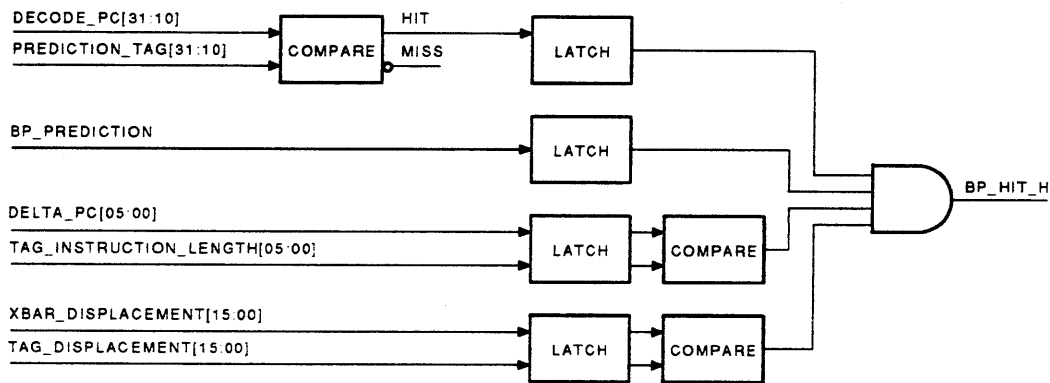 DECODE_PC[31:10]
HIT
PREDICTION_TAG[31:10]
COMPARE
MISS
LATCH
BP_PREDICTION
LATCH
BP_HIT_H
DELTA_PC[05:00]
TAG_INSTRUCTION_LENGTH[05:00]
LATCH
COMPARE
XBAR_DISPLACEMENT[15:00]
TAG_DISPLACEMENT[15:00]
LATCH
COMPARE